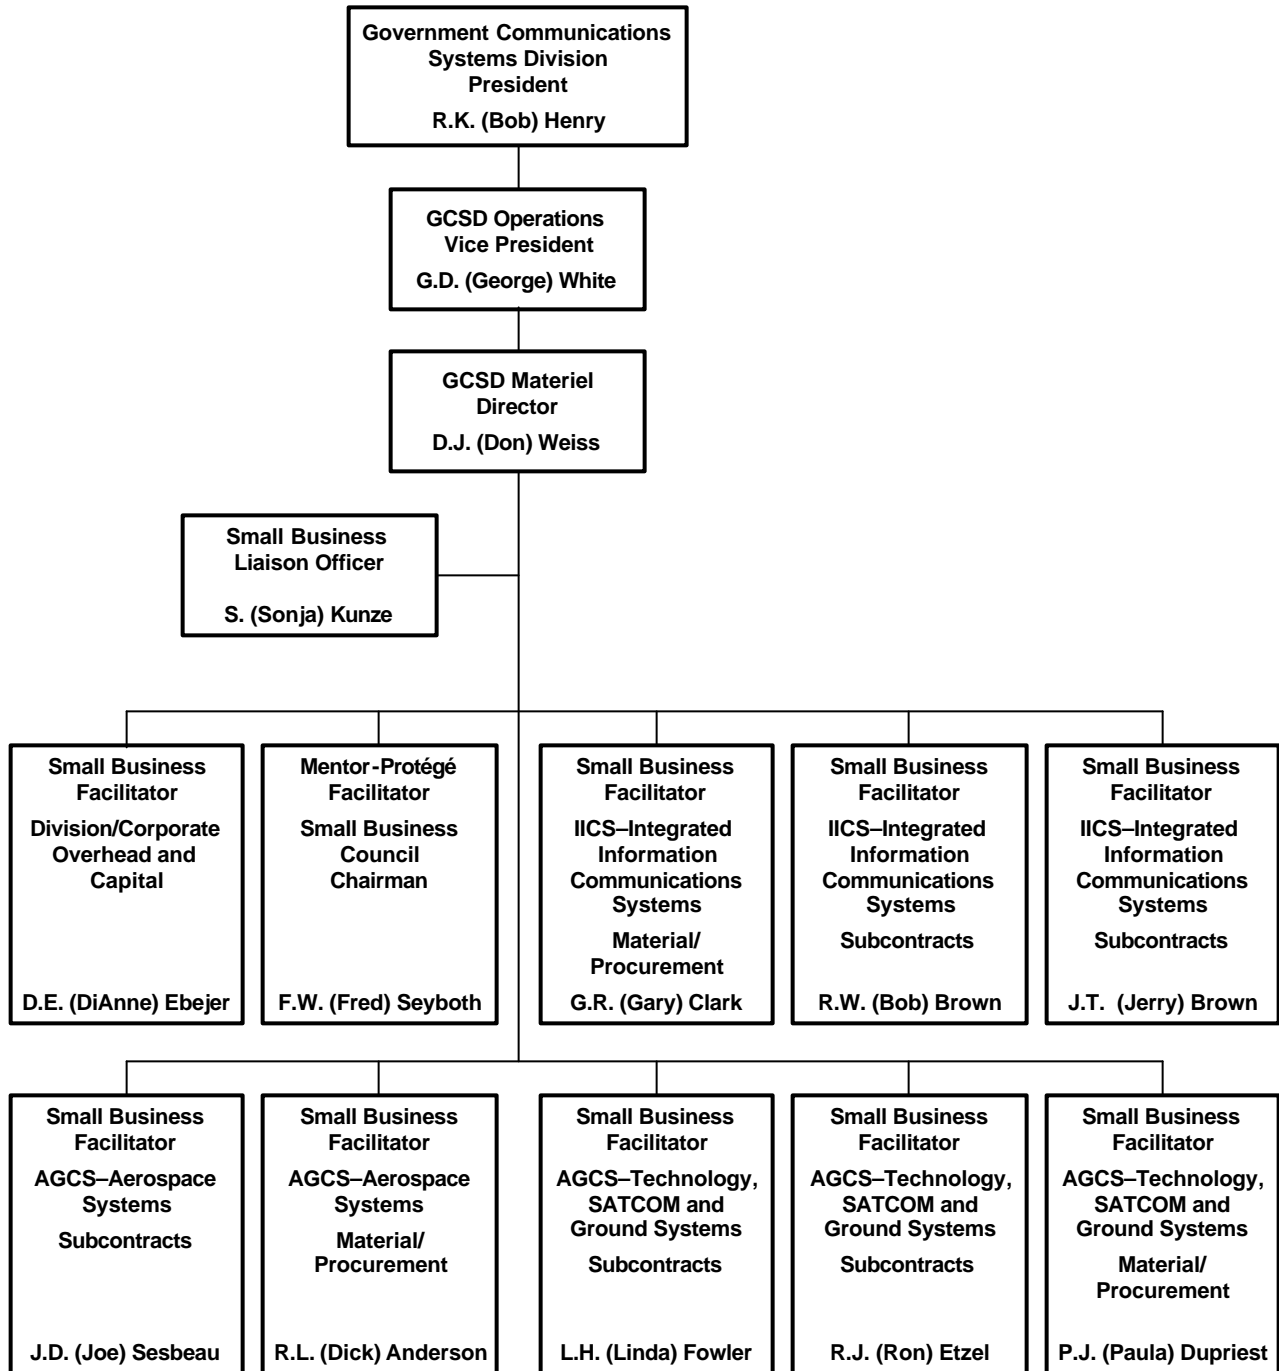 Government Communications
Systems Division
President
R.K. (Bob) Henry
GCSD Operations
Vice President
G.D. (George) White
GCSD Materiel
Director
D.J. (Don) Weiss
Small Business
Liaison Officer
S. (Sonja) Kunze
Small Business
Facilitator
Division/Corporate
Overhead and
Capital
D.E. (DiAnne) Ebejer
Mentor-Protégé
Facilitator
Small Business
Council
Chairman
F.W. (Fred) Seyboth
Small Business
Facilitator
IICS–Integrated
Information
Communications
Systems
Material/
Procurement
G.R. (Gary) Clark
Small Business
Facilitator
IICS–Integrated
Information
Communications
Systems
Subcontracts
R.W. (Bob) Brown
Small Business
Facilitator
IICS–Integrated
Information
Communications
Systems
Subcontracts
J.T. (Jerry) Brown
Small Business
Facilitator
AGCS–Aerospace
Systems
Subcontracts
J.D. (Joe) Sesbeau
Small Business
Facilitator
AGCS–Aerospace
Systems
Material/
Procurement
R.L. (Dick) Anderson
Small Business
Facilitator
AGCS–Technology,
SATCOM and
Ground Systems
Subcontracts
L.H. (Linda) Fowler
Small Business
Facilitator
AGCS–Technology,
SATCOM and
Ground Systems
Subcontracts
R.J. (Ron) Etzel
Small Business
Facilitator
AGCS–Technology,
SATCOM and
Ground Systems
Material/
Procurement
P.J. (Paula) Dupriest